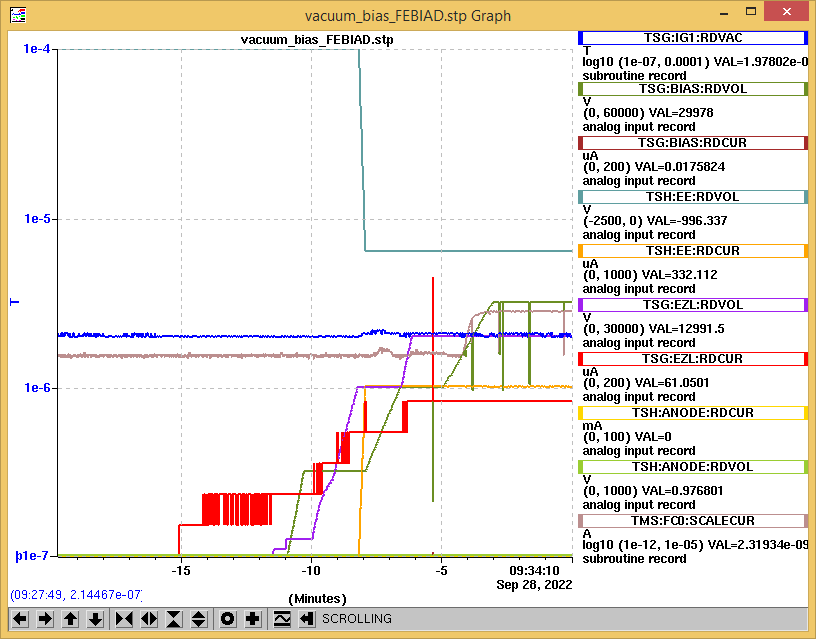 vacuum_bias_FEBIAD.stp Graph
vacuum_bias_FEBIAD.stp
1e-4
1e-5
T
1e-6
1e-7
-15
-10
-5
09:34:10
Sep 28, 2022
(Minutes)
(09:27:49, 2.14467e-07)
TSG:IG1:RDVAC
T
log10 (1e-07, 0.0001) VAL=1.97802e-0
subroutine record
TSG:BIAS:RDVOL
V
(0, 60000) VAL=29978
analog input record
TSG:BIAS:RDCUR
uA
(0, 200) VAL=0.0175824
analog input record
TSH:EE:RDVOL
V
(-2500, 0) VAL=-996.337
analog input record
TSH:EE:RDCUR
uA
(0, 1000) VAL=332.112
analog input record
TSG:EZL:RDVOL
V
(0, 30000) VAL=12991.5
analog input record
TSG:EZL:RDCUR
uA
(0, 200) VAL=61.0501
analog input record
TSH:ANODE:RDCUR
mA
(0, 100) VAL=0
analog input record
TSH:ANODE:RDVOL
V
(0, 1000) VAL=0.976801
analog input record
TMS:FC0:SCALECUR
A
log10 (1e-12, 1e-05) VAL=2.31934e-09
subroutine record
SCROLLING